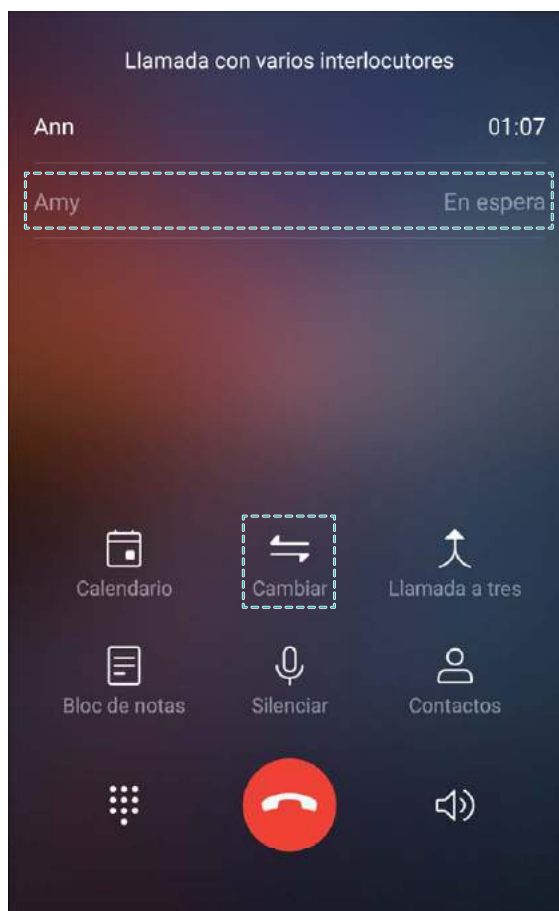 Llamada con varios interlocutores
Ann 01:07
Amy En espera
Calendario Cambiar Llamada a tres
Bloc de notas Silenciar Contactos